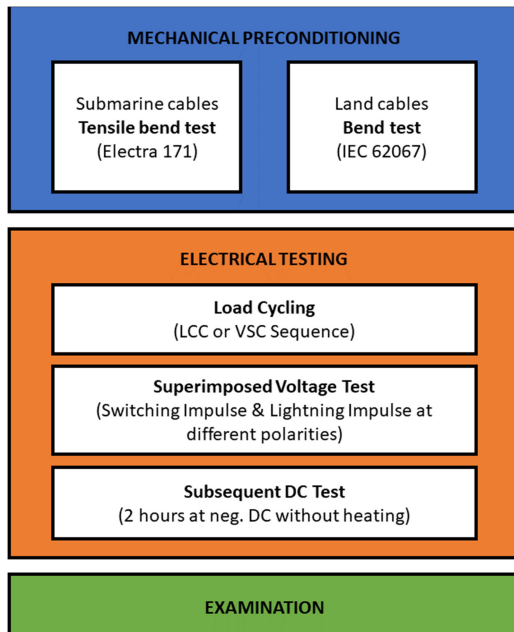 MECHANICAL PRECONDITIONING
Submarine cables
Tensile bend test
(Electra 171)
Land cables
Bend test
(IEC 62067)
ELECTRICAL TESTING
Load Cycling
(LCC or VSC Sequence)
Superimposed Voltage Test
(Switching Impulse & Lightning Impulse at
different polarities)
Subsequent DC Test
(2 hours at neg. DC without heating)
EXAMINATION